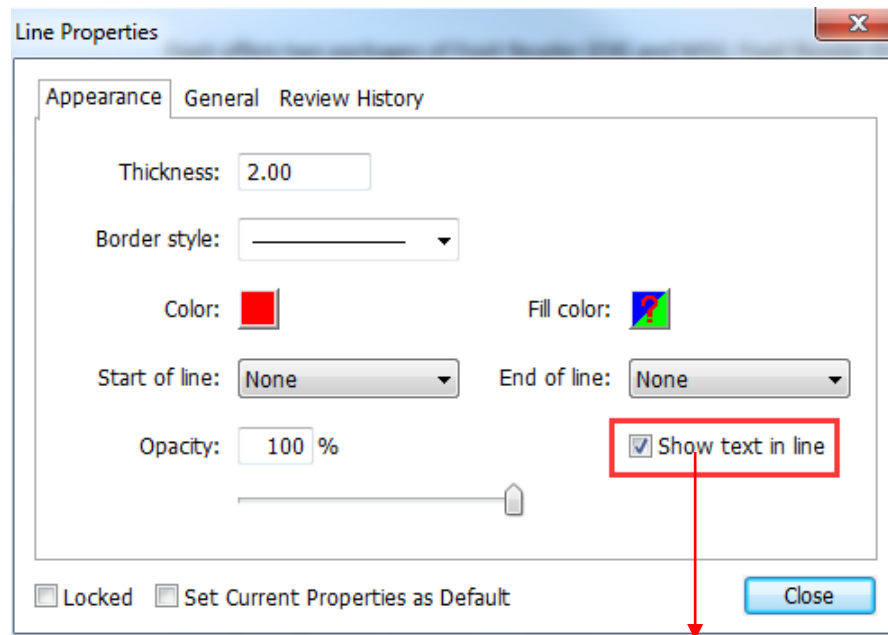 Line Properties
Appearance General Review History
Thickness: 2.00
Border style:
Color: Fill color: ?
Start of line: None End of line: None
Opacity: 100 % Show text in line
Locked Set Current Properties as Default Close